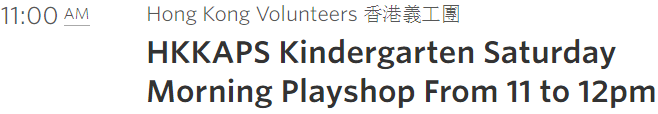 11:00 AM
Hong Kong Volunteers 香港義工團
HKKAPS Kindergarten Saturday
Morning Playshop From 11 to 12pm